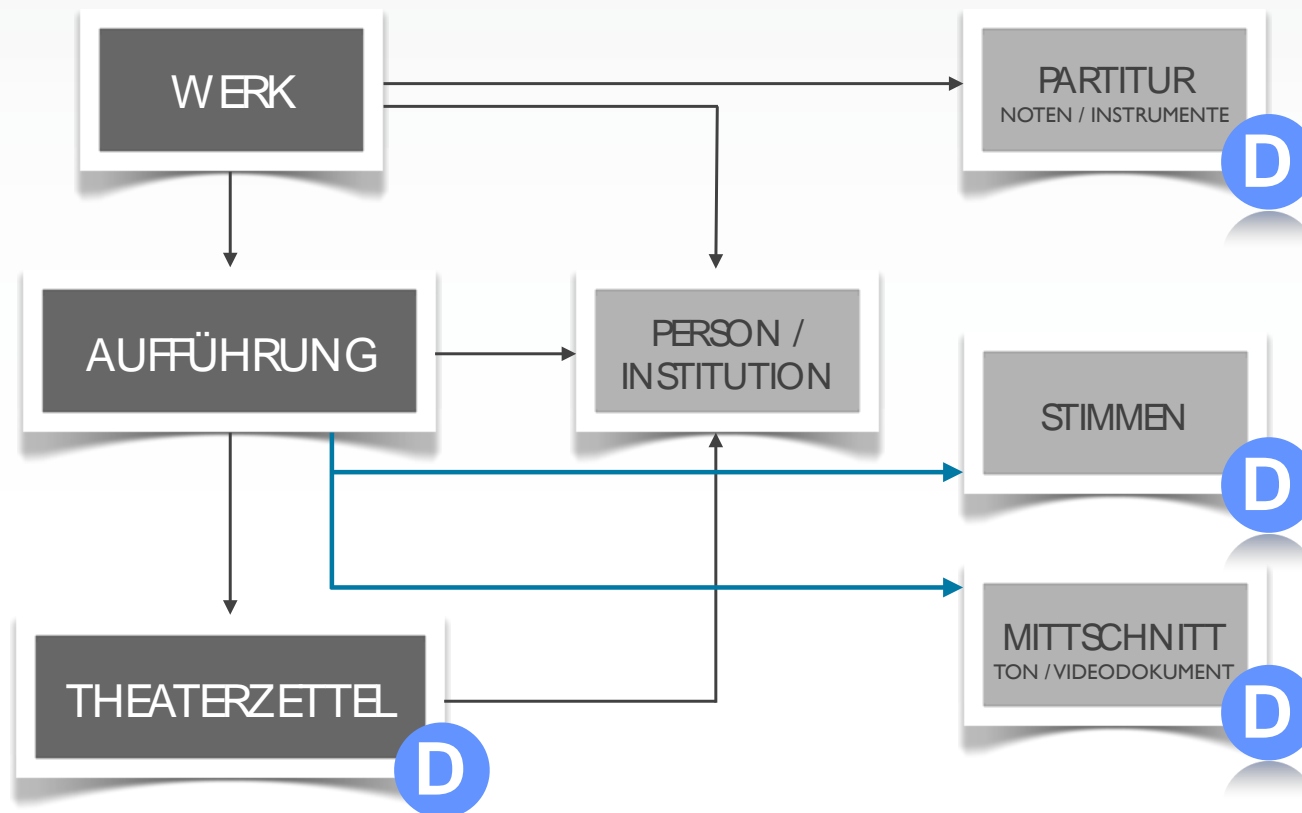 WERK
PARTITUR
NOTEN / INSTRUMENTE
D
AUFFÜHRUNG
PERSON /
INSTITUTION
STIMMEN
D
THEATERZETTEL
D
MITTSCHNITT
TON / VIDEODOKUMENT
D